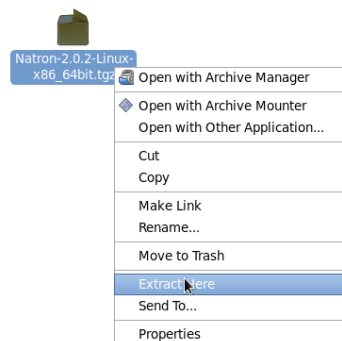 Natron-2.0.2-Linux-
x86_64bit.tgz
Open with Archive Manager
Open with Archive Mounter
Open with Other Application...
Cut
Copy
Make Link
Rename...
Move to Trash
Extract Here
Send To...
Properties